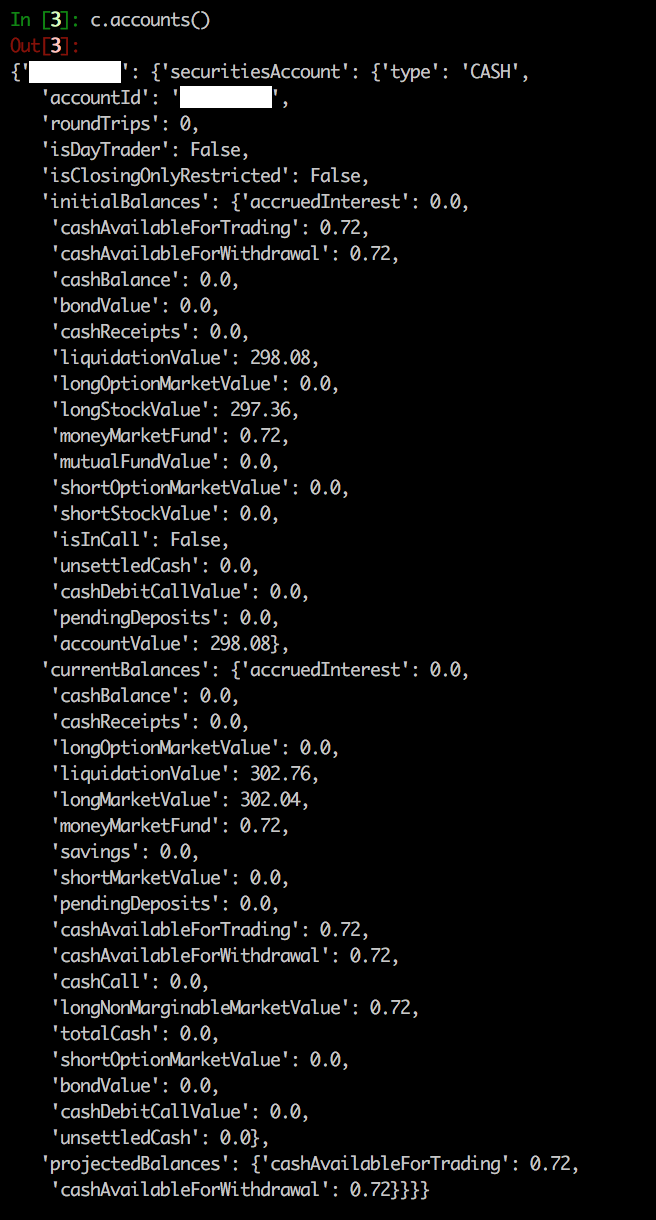 In [3]: c.accounts()
Out[3]:
{'': {'securitiesAccount': {'type': 'CASH',
'accountId': '',
'roundTrips': 0,
'isDayTrader': False,
'isClosingOnlyRestricted': False,
'initialBalances': {'accruedInterest': 0.0,
'cashAvailableForTrading': 0.72,
'cashAvailableForWithdrawal': 0.72,
'cashBalance': 0.0,
'bondValue': 0.0,
'cashReceipts': 0.0,
'liquidationValue': 298.08,
'longOptionMarketValue': 0.0,
'longStockValue': 297.36,
'moneyMarketFund': 0.72,
'mutualFundValue': 0.0,
'shortOptionMarketValue': 0.0,
'shortStockValue': 0.0,
'isInCall': False,
'unsettledCash': 0.0,
'cashDebitCallValue': 0.0,
'pendingDeposits': 0.0,
'accountValue': 298.08},
'currentBalances': {'accruedInterest': 0.0,
'cashBalance': 0.0,
'cashReceipts': 0.0,
'longOptionMarketValue': 0.0,
'liquidationValue': 302.76,
'longMarketValue': 302.04,
'moneyMarketFund': 0.72,
'savings': 0.0,
'shortMarketValue': 0.0,
'pendingDeposits': 0.0,
'cashAvailableForTrading': 0.72,
'cashAvailableForWithdrawal': 0.72,
'cashCall': 0.0,
'longNonMarginableMarketValue': 0.72,
'totalCash': 0.0,
'shortOptionMarketValue': 0.0,
'bondValue': 0.0,
'cashDebitCallValue': 0.0,
'unsettledCash': 0.0},
'projectedBalances': {'cashAvailableForTrading': 0.72,
'cashAvailableForWithdrawal': 0.72}}}}